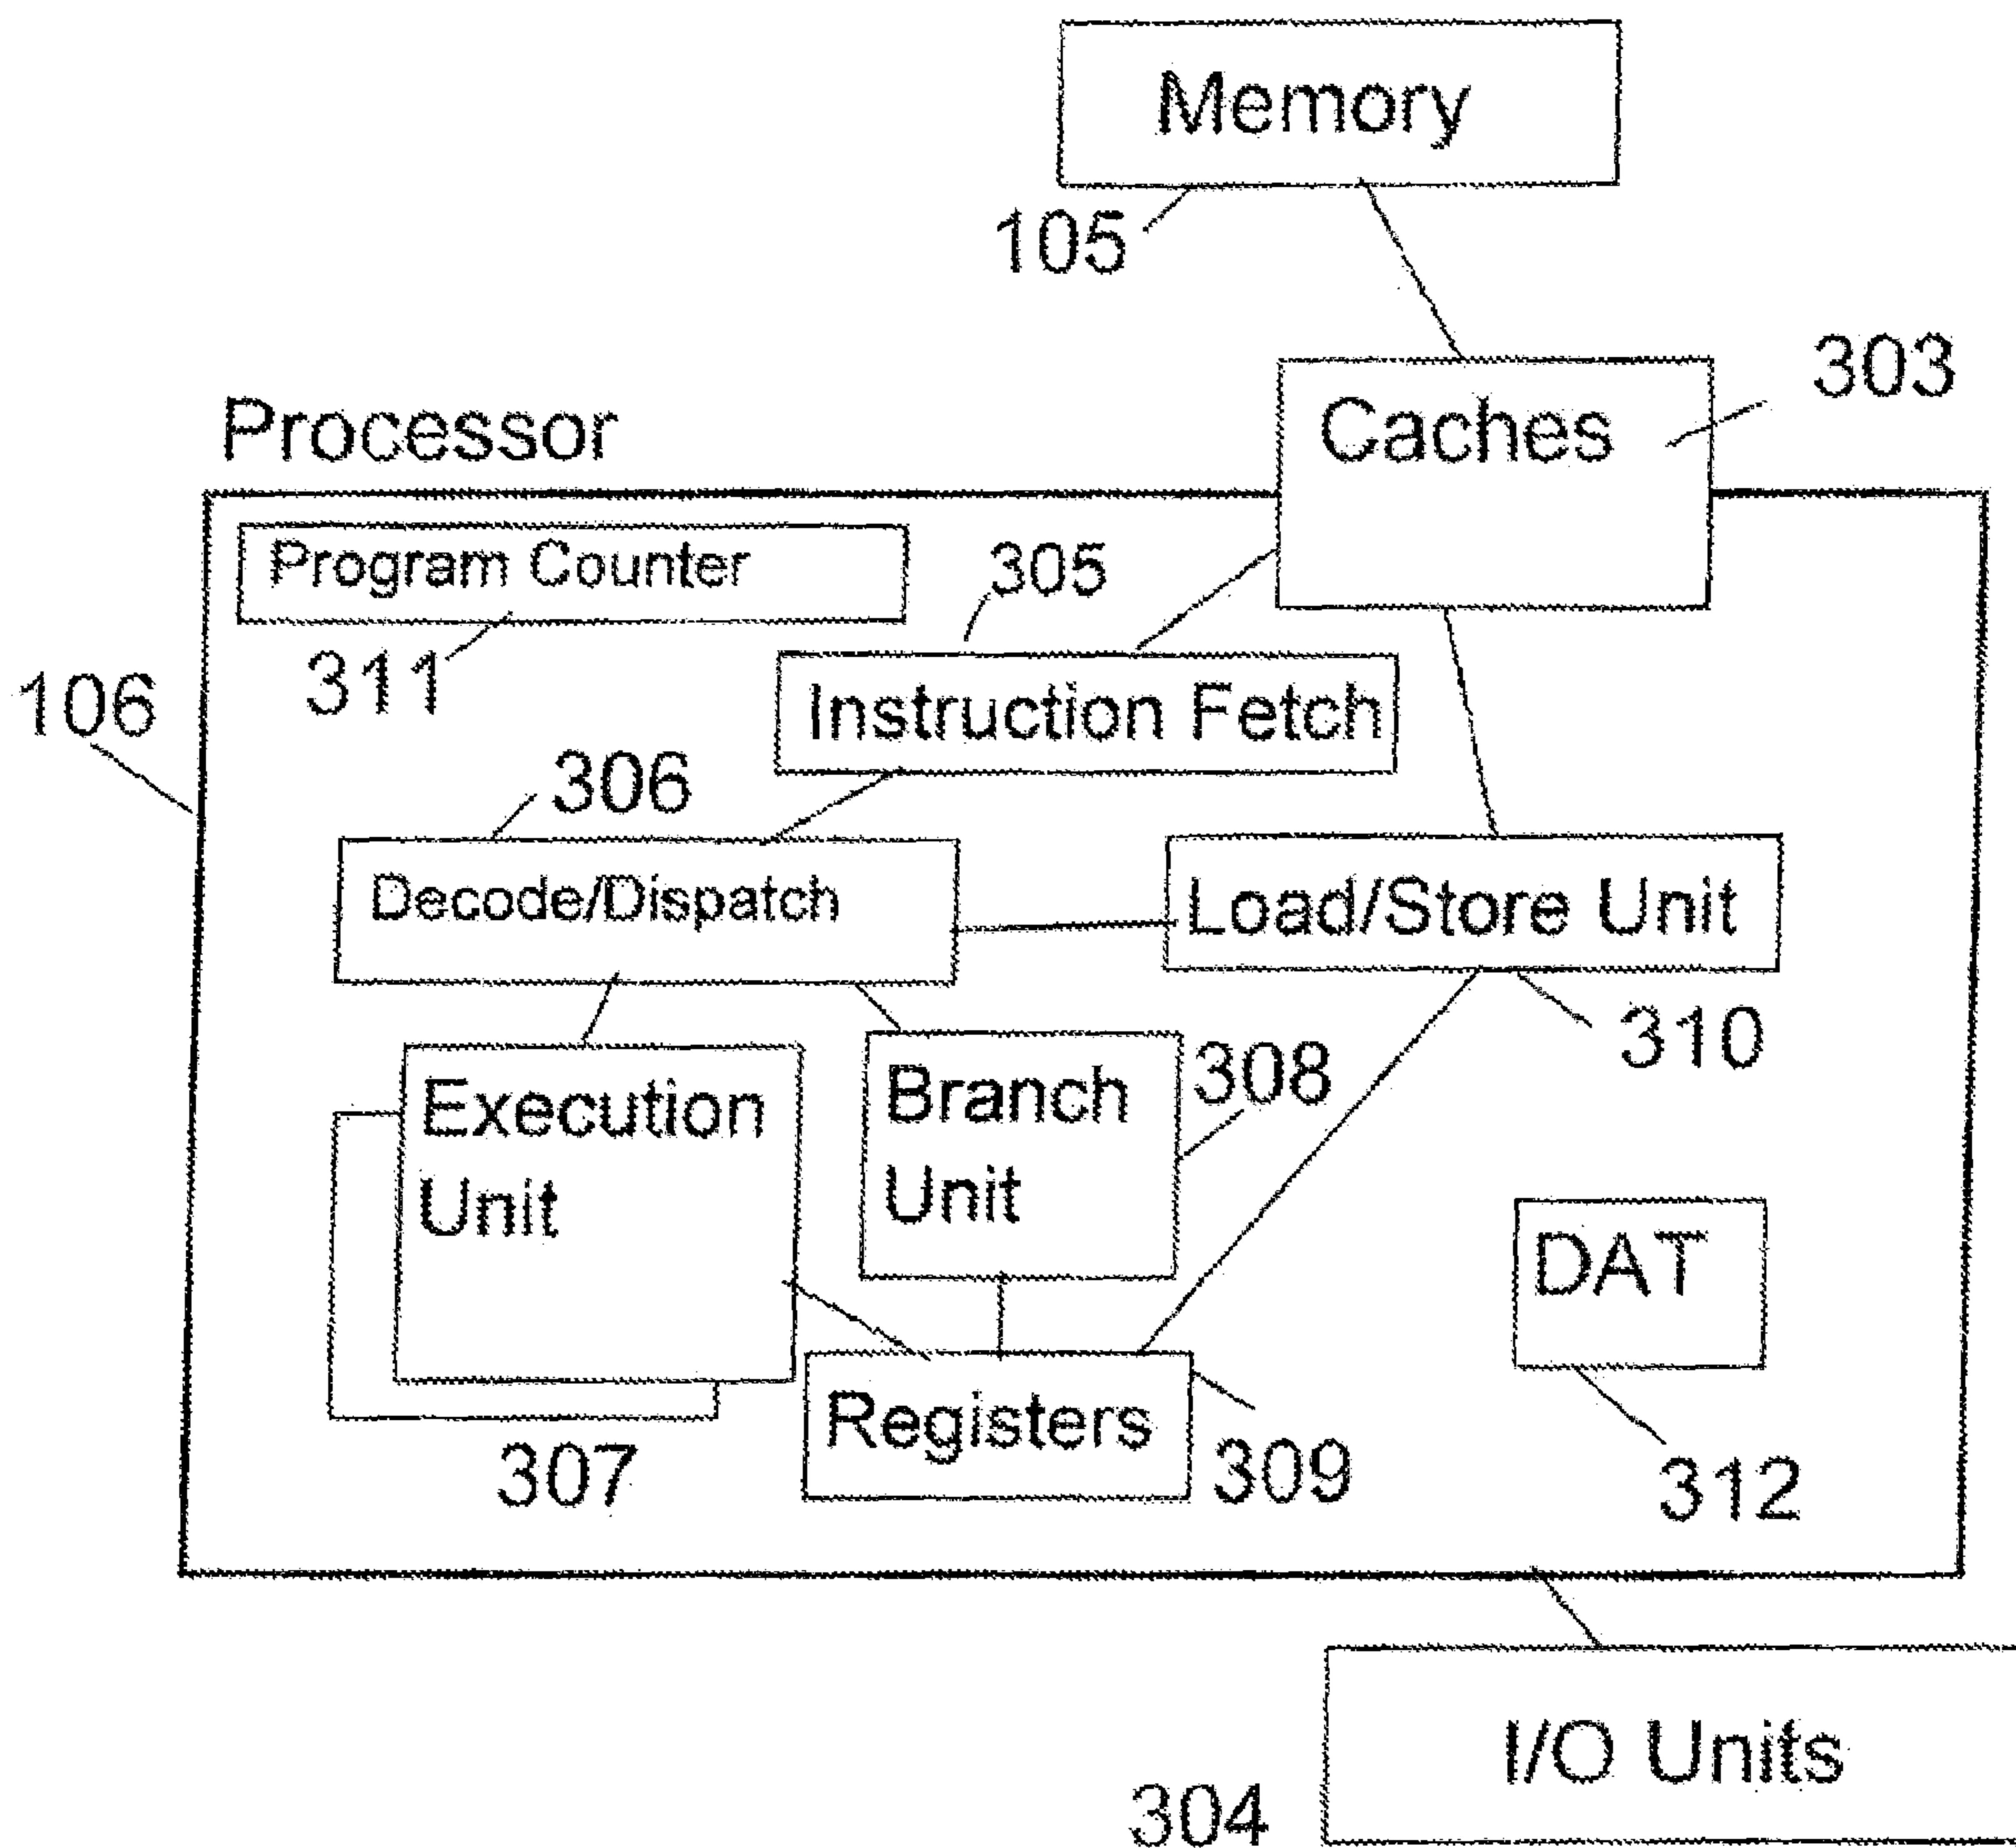 Memory
105
303
Caches
Processor
Program Counter
305
311
Instruction Fetch
106
306
Decode/Dispatch
Load/Store Unit
310
Execution
Unit
Branch
Unit
308
DAT
Registers
307
309
312
I/O Units
304